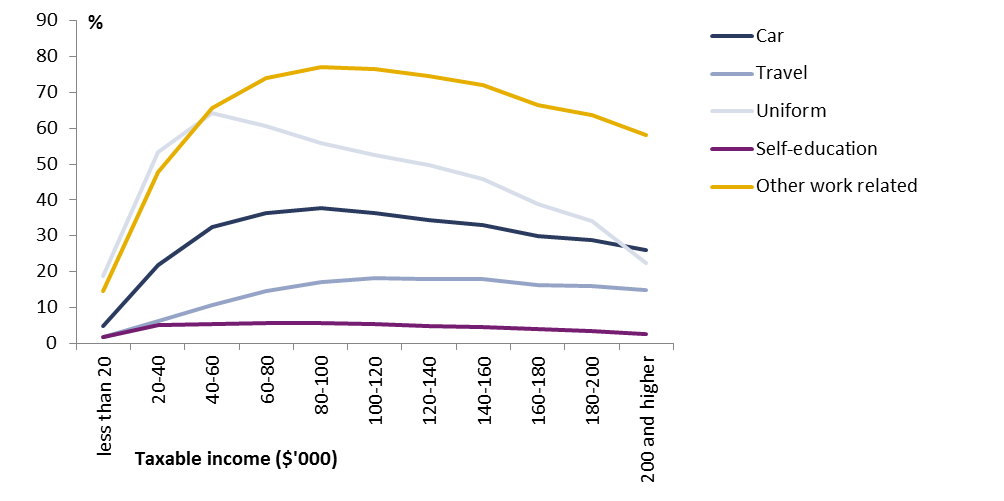 %
90
80
70
60
50
40
30
20
10
0
less than 20
20-40
40-60
60-80
80-100
100-120
120-140
140-160
160-180
180-200
200 and higher
Taxable income ($'000)
Car
Travel
Uniform
Self-education
Other work related